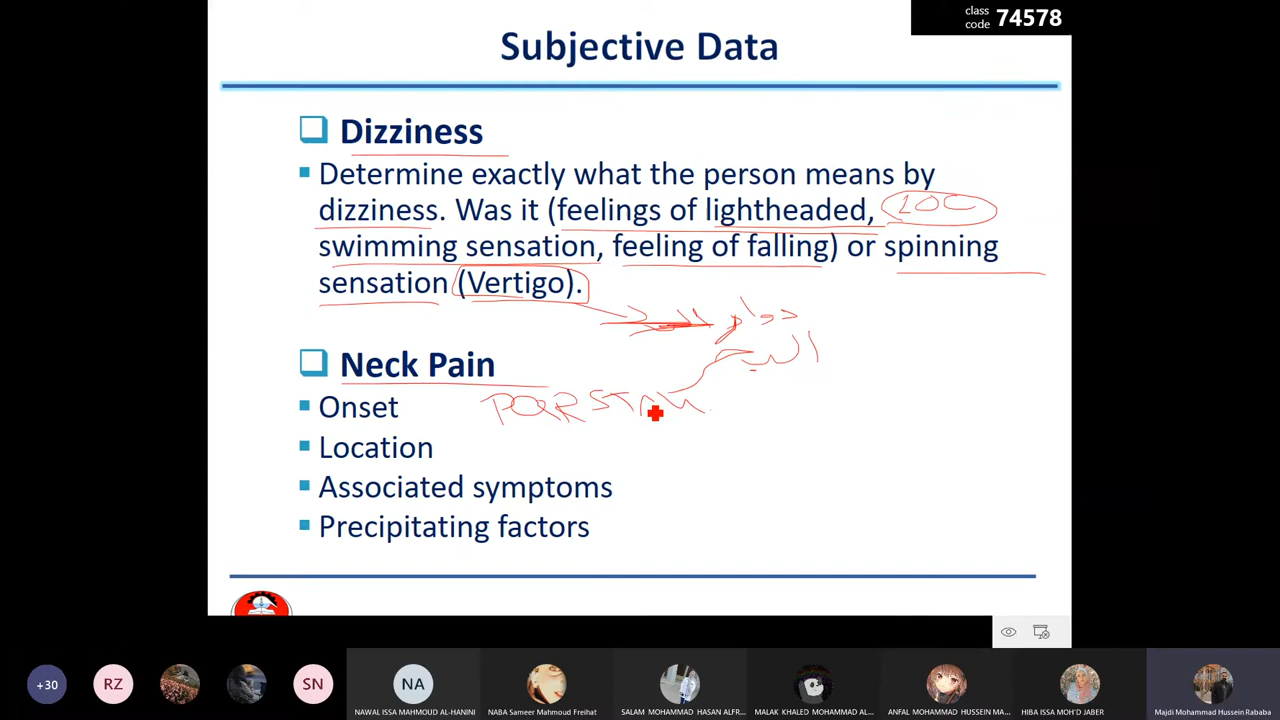 class code 74578
Subjective Data
Dizziness
Determine exactly what the person means by
dizziness. Was it (feelings of lightheaded, LOC
swimming sensation, feeling of falling) or spinning
sensation (Vertigo).
دوار
Neck Pain
Onset
Location
Associated symptoms
Precipitating factors
+30
RZ
SN
NA
NAWAL ISSA MAHMOUD AL-HANINI
NABA Sameer Mahmoud Freihat
SALAM MOHAMMAD HASAN ALFR...
MALAK KHALED MOHAMMAD AL...
ANFAL MOHAMMAD HUSSEIN MA...
HIBA ISSA MOH'D JABER
Majdi Mohammad Hussein Rababa